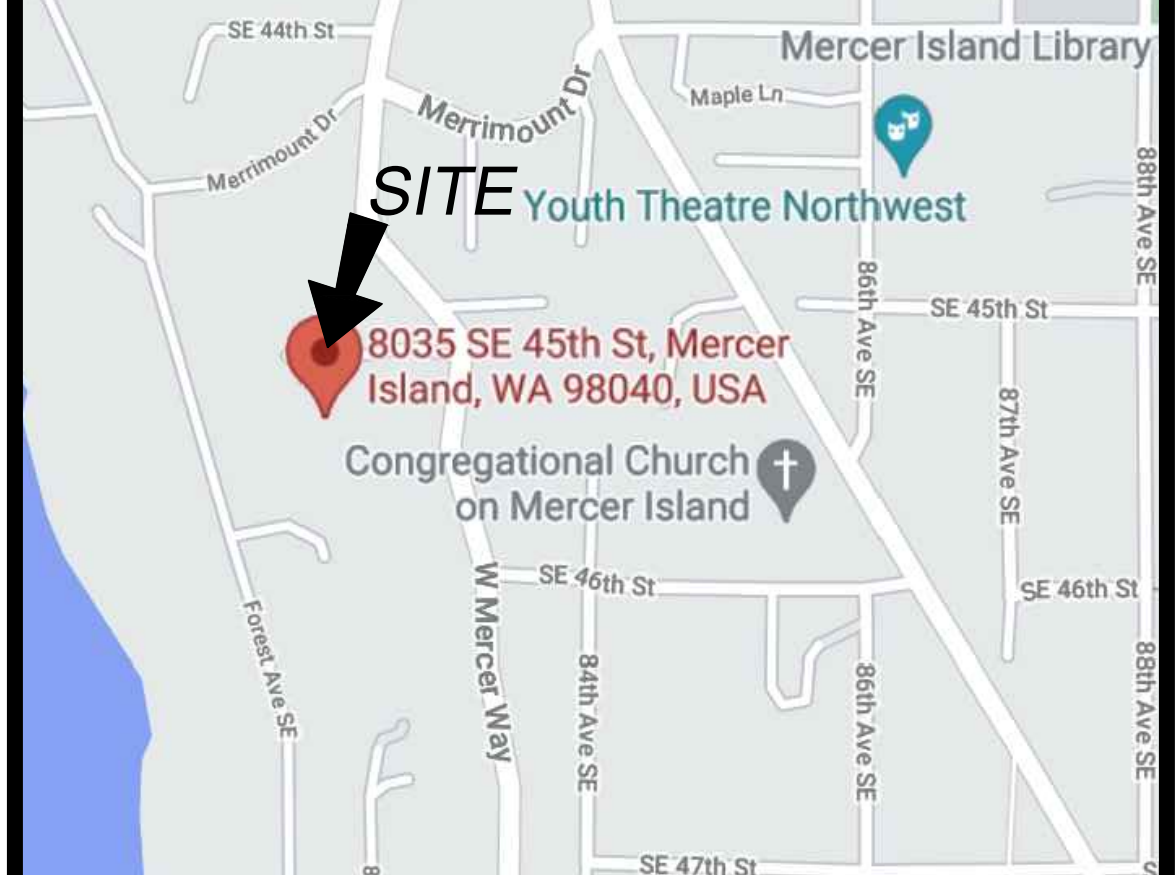 SE 44th St
Mercer Island Library
Merrimount Dr
Maple Ln
Merrimount Dr
88th Ave SE
SITE
Youth Theatre Northwest
86th Ave SE
SE 45th St
8035 SE 45th St, Mercer
Island, WA 98040, USA
87th Ave SE
Congregational Church
on Mercer Island
W Mercer Way
SE 46th St
SE 46th St
Forest Ave SE
84th Ave SE
86th Ave SE
88th Ave SE
SE 47th St